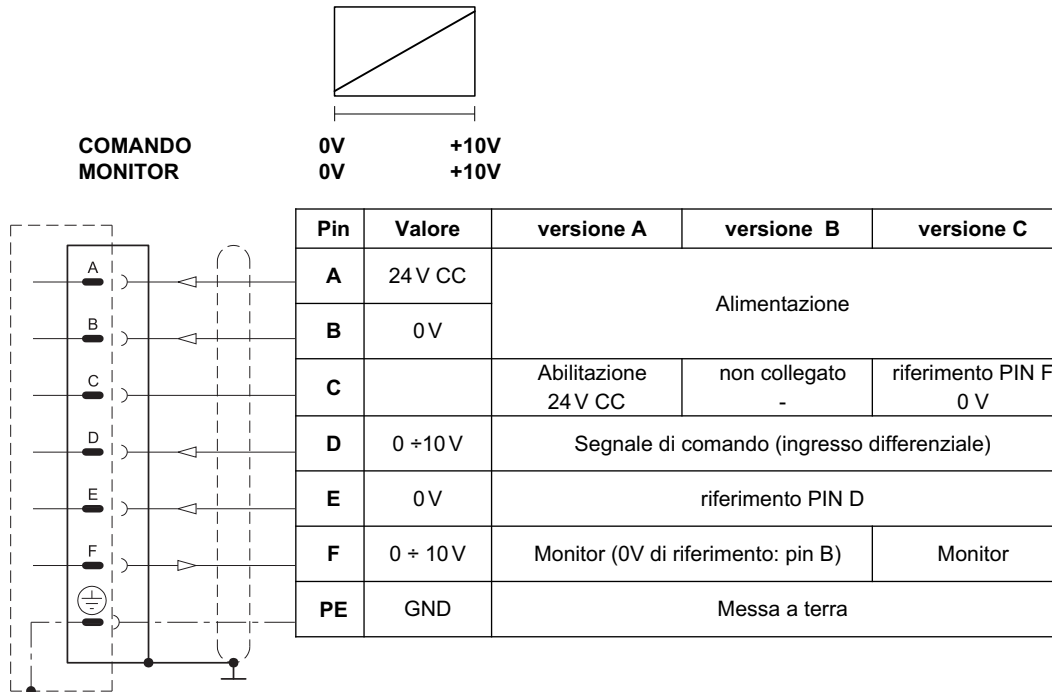 COMANDO 0V +10V
MONITOR 0V +10V
Pin Valore versione A versione B versione C
A A 24 V CC Alimentazione
B B 0 V
C C Abilitazione 24 V CC non collegato - riferimento PIN F 0 V
D D 0 ÷10 V Segnale di comando (ingresso differenziale)
E E 0 V riferimento PIN D
F F 0 ÷ 10 V Monitor (0V di riferimento: pin B) Monitor
PE GND Messa a terra